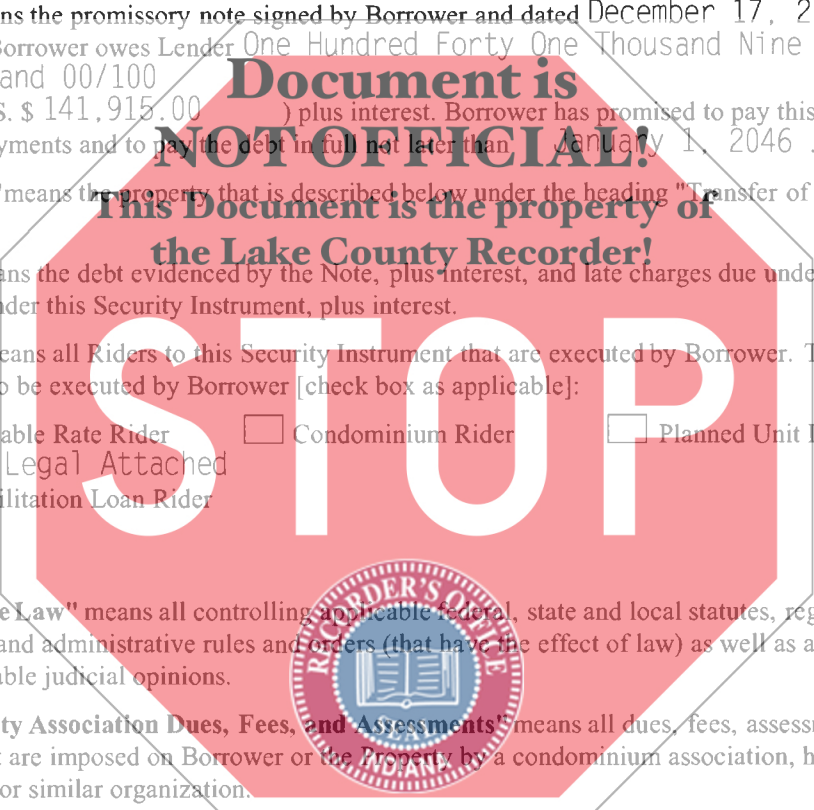 ns the promissory note signed by Borrower and dated December 17, 2
Borrower owes Lender One Hundred Forty One Thousand Nine
and 00/100
Document is
S. $ 141,915.00 ) plus interest. Borrower has promised to pay this
NOT OFFICIAL!
yments and to pay the debt in full not later than January 1, 2046 .
"means the property that is described below under the heading "Transfer of
This Document is the property of
the Lake County Recorder!
ans the debt evidenced by the Note, plus interest, and late charges due unde
nder this Security Instrument, plus interest.
STOP
eans all Riders to this Security Instrument that are executed by Borrower. T
o be executed by Borrower [check box as applicable]:
able Rate Rider Condominium Rider Planned Unit
Legal Attached
ilitation Loan Rider
e Law" means all controlling applicable federal, state and local statutes, reg
and administrative rules and orders (that have the effect of law) as well as a
able judicial opinions.
ty Association Dues, Fees, and Assessments" means all dues, fees, assessm
t are imposed on Borrower or the Property by a condominium association, h
or similar organization.
RECORDER'S OFFICE
SEAL
INDIANA